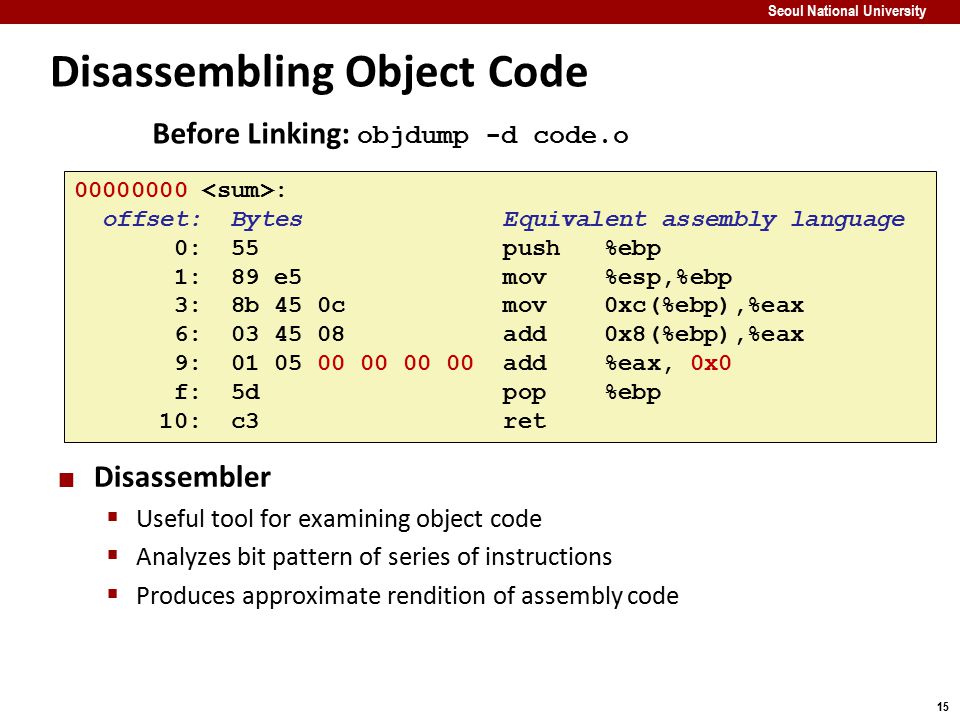 Seoul National University
Disassembling Object Code
Before Linking: objdump -d code.o
00000000 <sum>:
offset: Bytes Equivalent assembly language
0: 55 push %ebp
1: 89 e5 mov %esp,%ebp
3: 8b 45 0c mov 0xc(%ebp),%eax
6: 03 45 08 add 0x8(%ebp),%eax
9: 01 05 00 00 00 00 add %eax, 0x0
f: 5d pop %ebp
10: c3 ret
Disassembler
Useful tool for examining object code
Analyzes bit pattern of series of instructions
Produces approximate rendition of assembly code
15